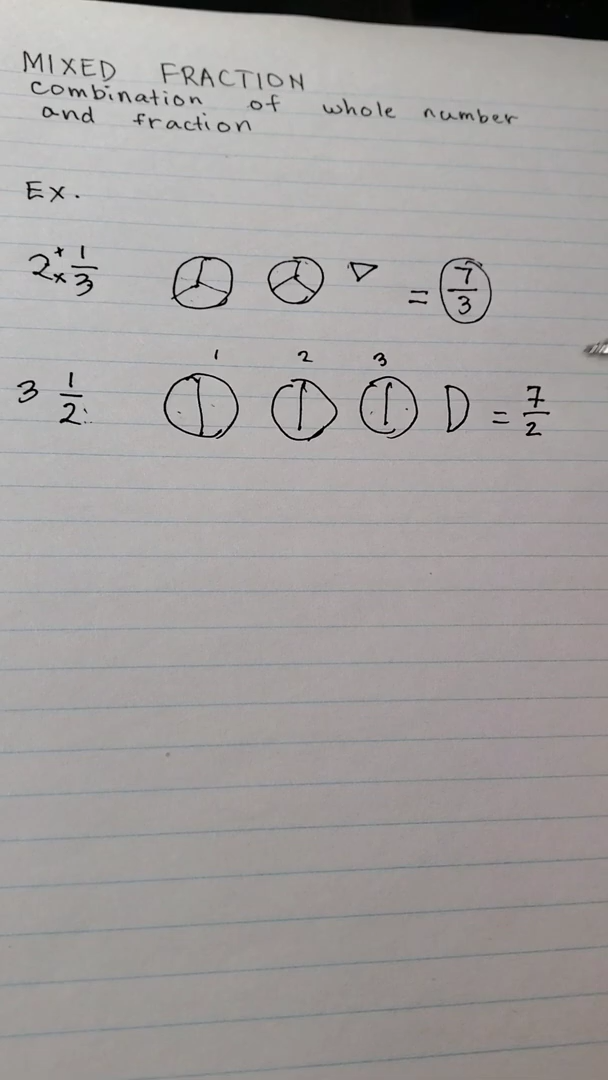 MIXED FRACTION
combination of whole number
and fraction
Ex.
2 + x 1/3 = 7/3
1 2 3
3 1/2 = 7/2